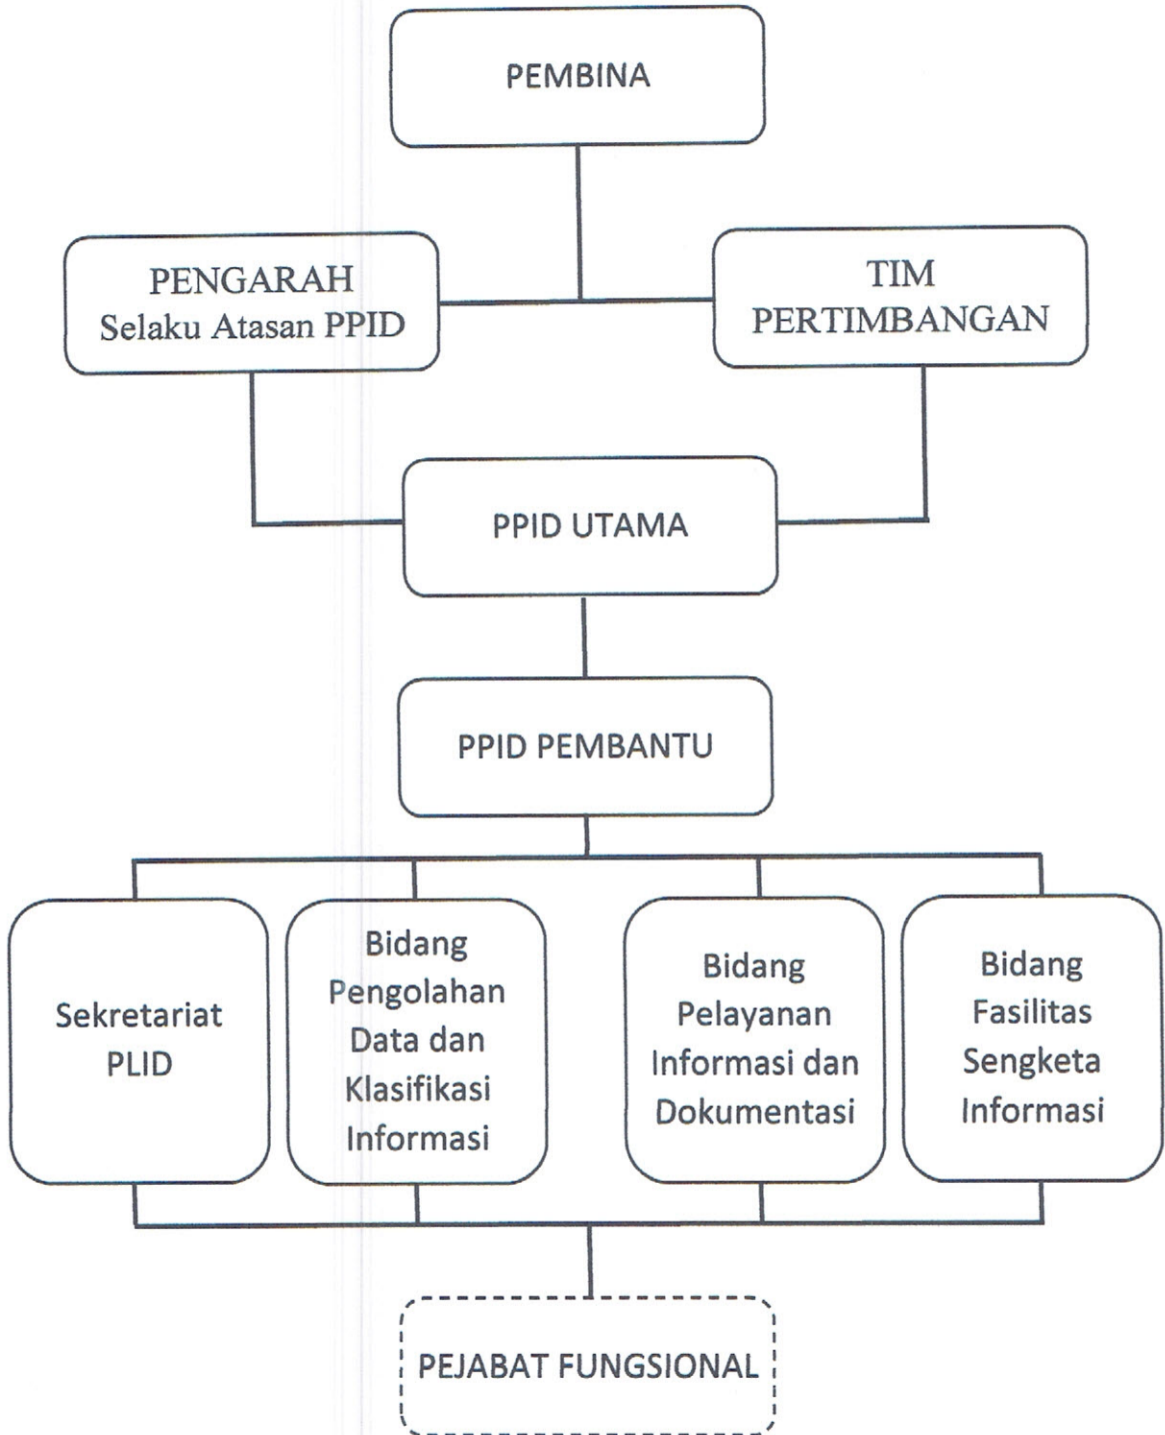 PEMBINA
PENGARAH
Selaku Atasan PPID
TIM
PERTIMBANGAN
PPID UTAMA
PPID PEMBANTU
Sekretariat
PLID
Bidang
Pengolahan
Data dan
Klasifikasi
Informasi
Bidang
Pelayanan
Informasi dan
Dokumentasi
Bidang
Fasilitas
Sengketa
Informasi
PEJABAT FUNGSIONAL